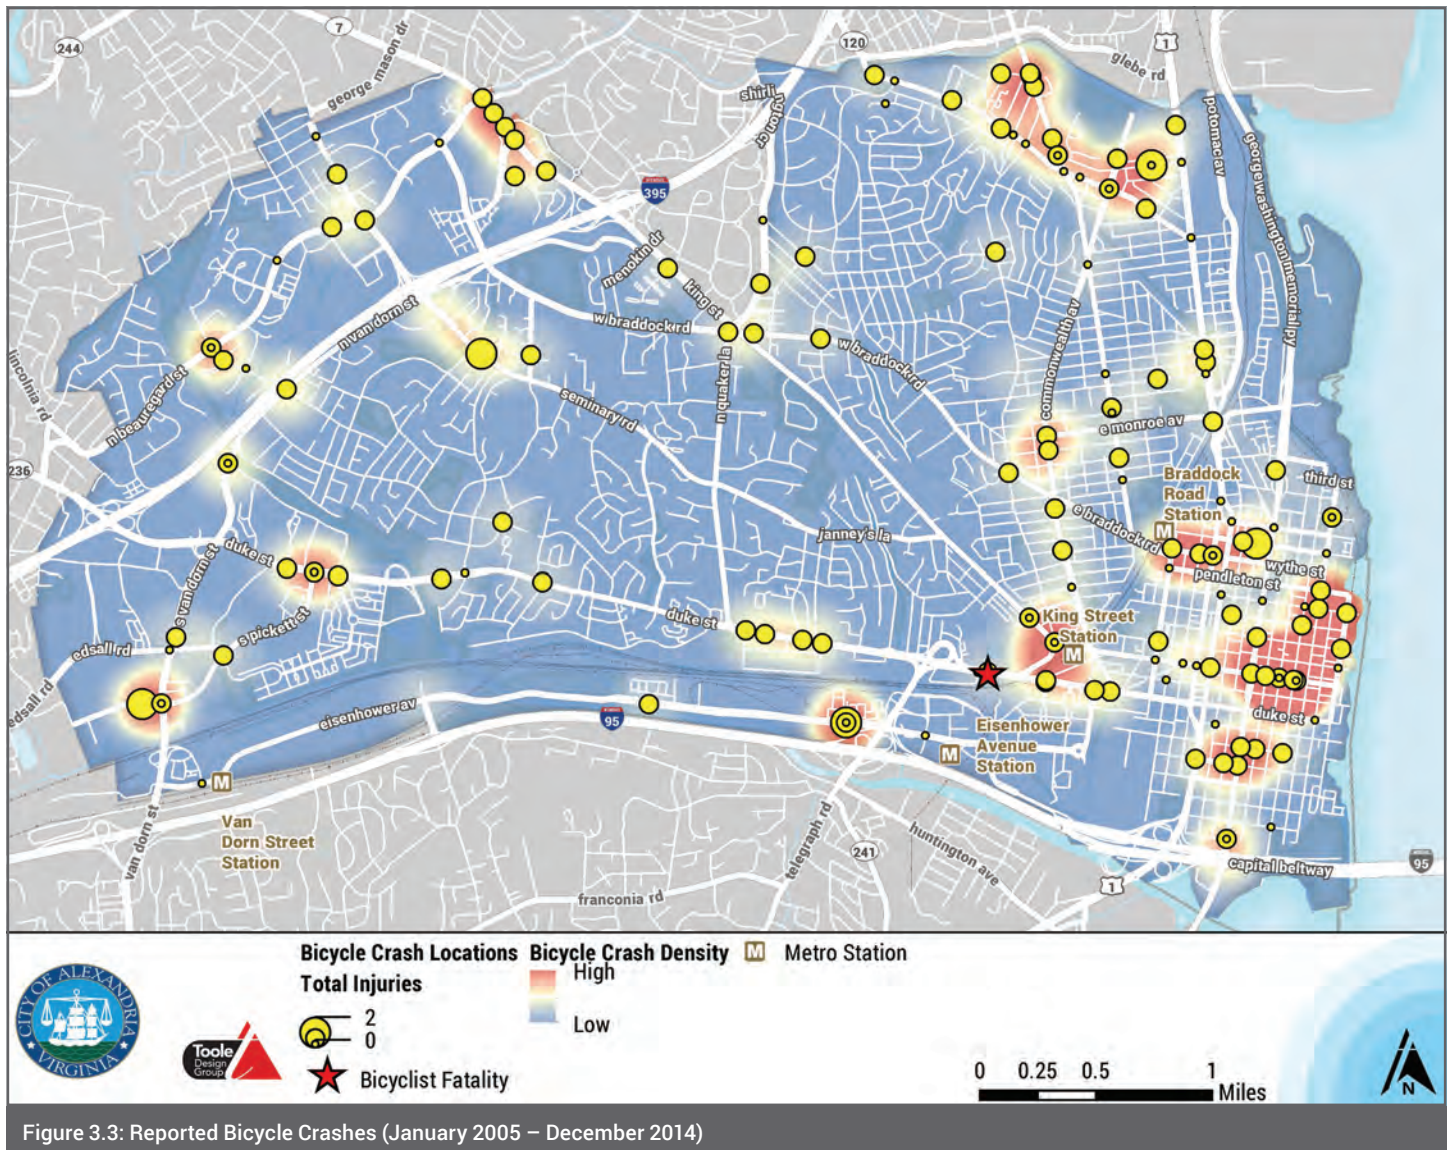 244
7
george mason dr
120
1
glebe rd
shirlington cr
potomac av
george washington memorial py
395
menokin dr
king st
n van dorn st
w braddock rd
w braddock rd
commonwealth av
lincolnia rd
n beauregard st
seminary rd
n quaker la
e monroe av
236
Braddock
Road
Station
M
third st
e braddock rd
janney's la
duke st
wythe st
pendleton st
s van dorn st
s pickett st
duke st
King Street
Station
M
edsall rd
edsall rd
duke st
eisenhower av
95
Eisenhower
Avenue
Station
M
M
Van
Dorn Street
Station
van dorn st
telegraph rd
241
huntington ave
capital beltway
95
1
franconia rd
Bicycle Crash Locations
Total Injuries
2
0
Bicyclist Fatality
Bicycle Crash Density
High
Low
M Metro Station
CITY OF ALEXANDRIA
VIRGINIA
Toole
Design
Group
0 0.25 0.5 1
Miles
N
Figure 3.3: Reported Bicycle Crashes (January 2005 – December 2014)